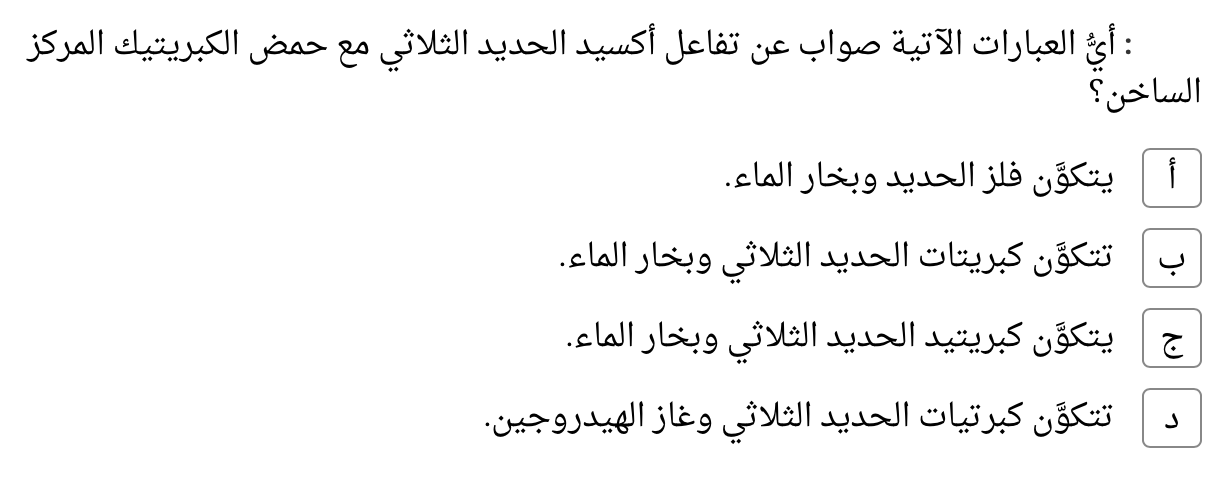 : أيُّ العبارات الآتية صواب عن تفاعل أكسيد الحديد الثلاثي مع حمض الكبريتيك المركز
الساخن؟
أ يتكوَّن فلز الحديد وبخار الماء.
ب تتكوَّن كبريتات الحديد الثلاثي وبخار الماء.
ج يتكوَّن كبريتيد الحديد الثلاثي وبخار الماء.
د تتكوَّن كبرتيات الحديد الثلاثي وغاز الهيدروجين.